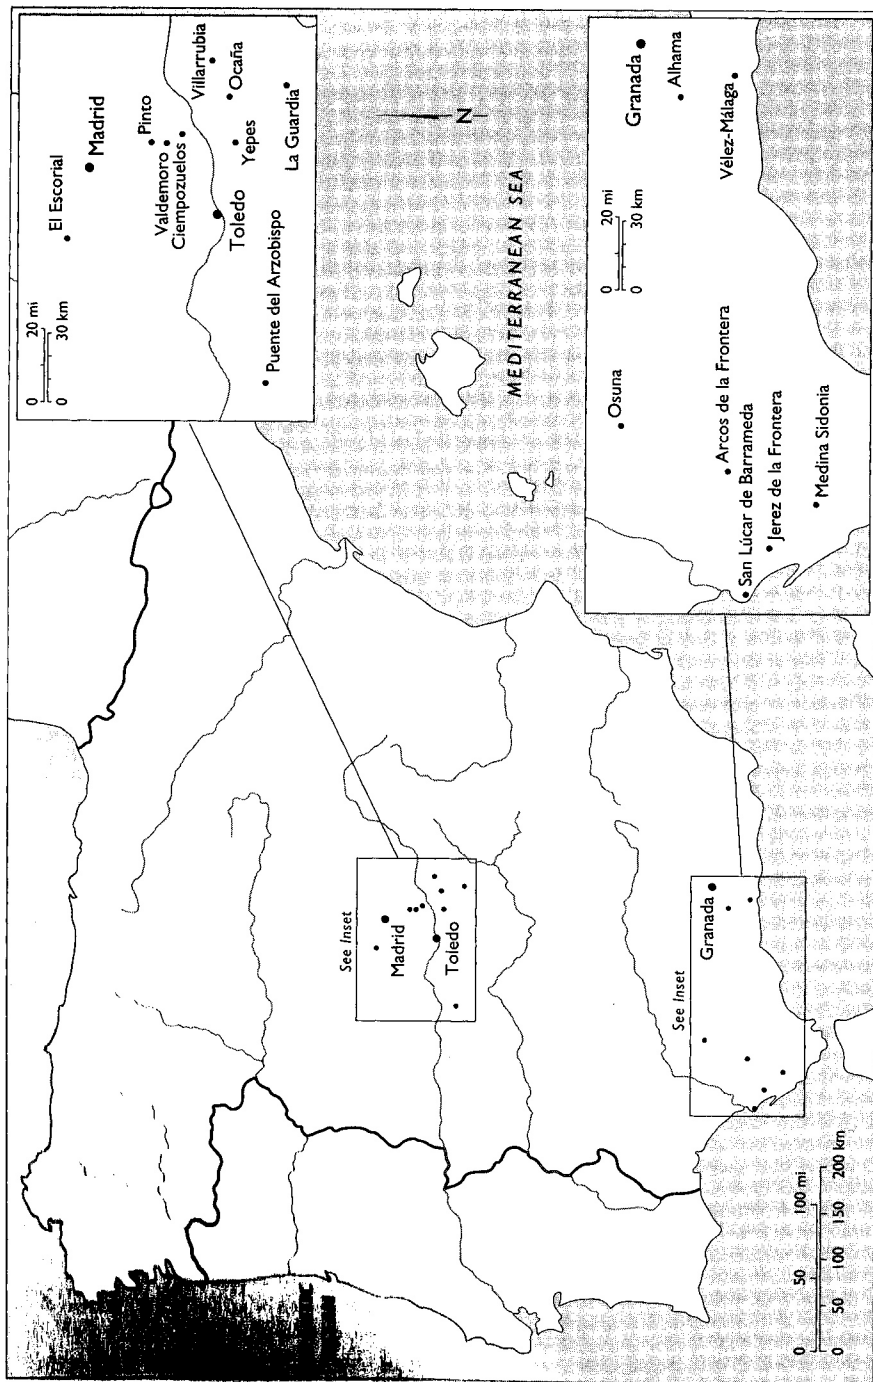 El Escorial
Madrid
Pinto
Valdemoro
Ciempozuelos
Villarrubia
Ocaña
Toledo
Yepes
La Guardia
Puente del Arzobispo
0 20 mi
0 30 km
N
MEDITERRANEAN SEA
See Inset
Madrid
Toledo
See Inset
Granada
Granada
Alhama
Vélez-Málaga
0 20 mi
0 30 km
Osuna
Arcos de la Frontera
San Lúcar de Barrameda
Jerez de la Frontera
Medina Sidonia
0 50 100 mi
0 50 100 150 200 km